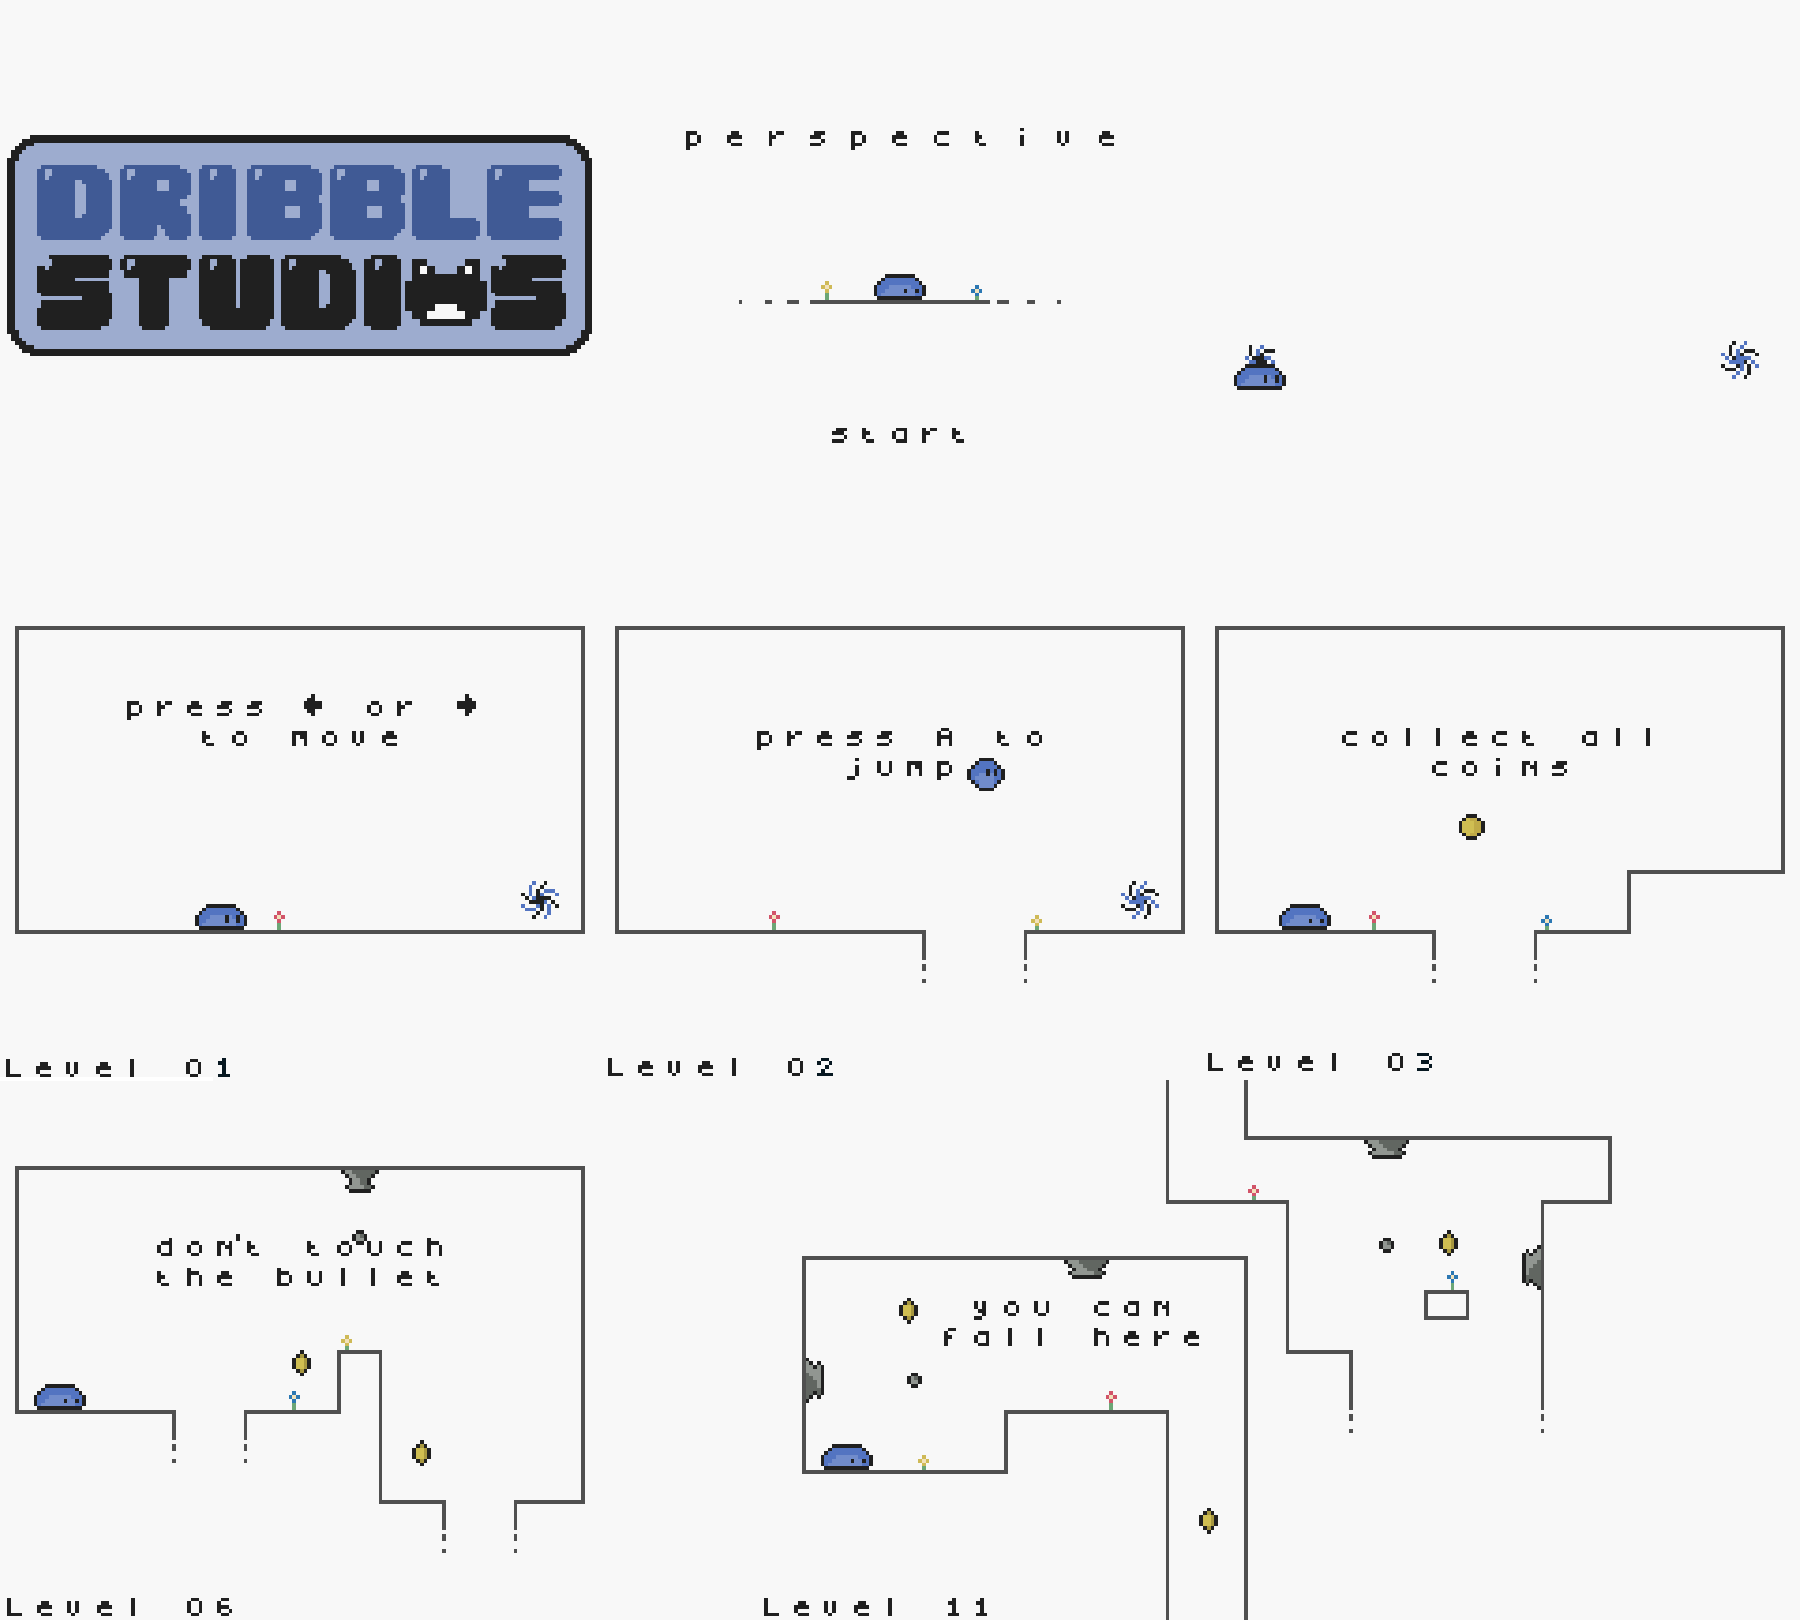 DRIBBLE
STUDIOS
perspective
start
press ← or →
to move
Level 01
press A to
jump
Level 02
collect all
coins
Level 03
don't touch
the bullet
Level 06
you can
fall here
Level 11